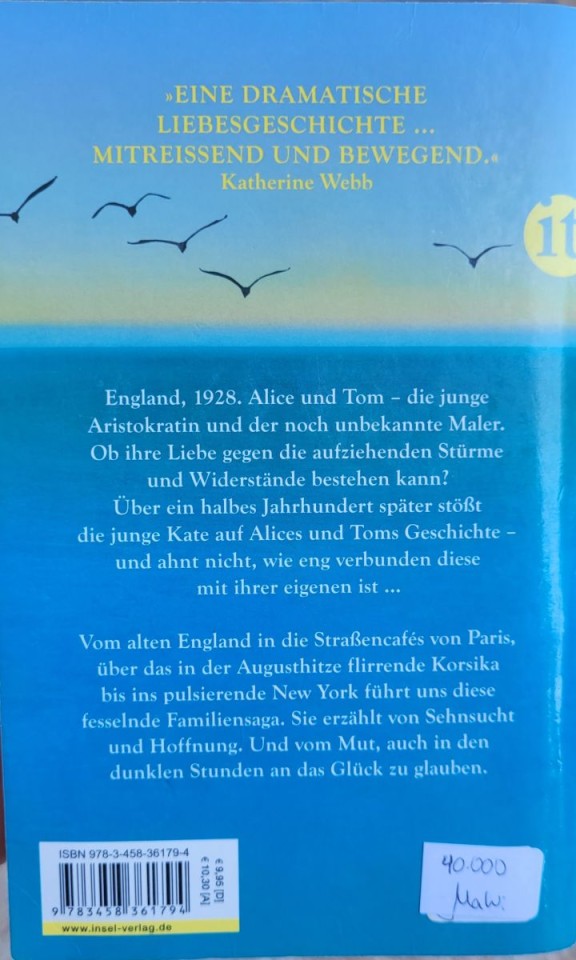 »EINE DRAMATISCHE
LIEBESGESCHICHTE ...
MITREISSEND UND BEWEGEND.«
Katherine Webb
it
England, 1928. Alice und Tom – die junge
Aristokratin und der noch unbekannte Maler.
Ob ihre Liebe gegen die aufziehenden Stürme
und Widerstände bestehen kann?
Über ein halbes Jahrhundert später stößt
die junge Kate auf Alices und Toms Geschichte –
und ahnt nicht, wie eng verbunden diese
mit ihrer eigenen ist ...
Vom alten England in die Straßencafés von Paris,
über das in der Augusthitze flirrende Korsika
bis ins pulsierende New York führt uns diese
fesselnde Familiensaga. Sie erzählt von Sehnsucht
und Hoffnung. Und vom Mut, auch in den
dunklen Stunden an das Glück zu glauben.
ISBN 978-3-458-36179-4
€ 9,95 [D]
€ 10,30 [A]
9 783458 361794
www.insel-verlag.de
40.000